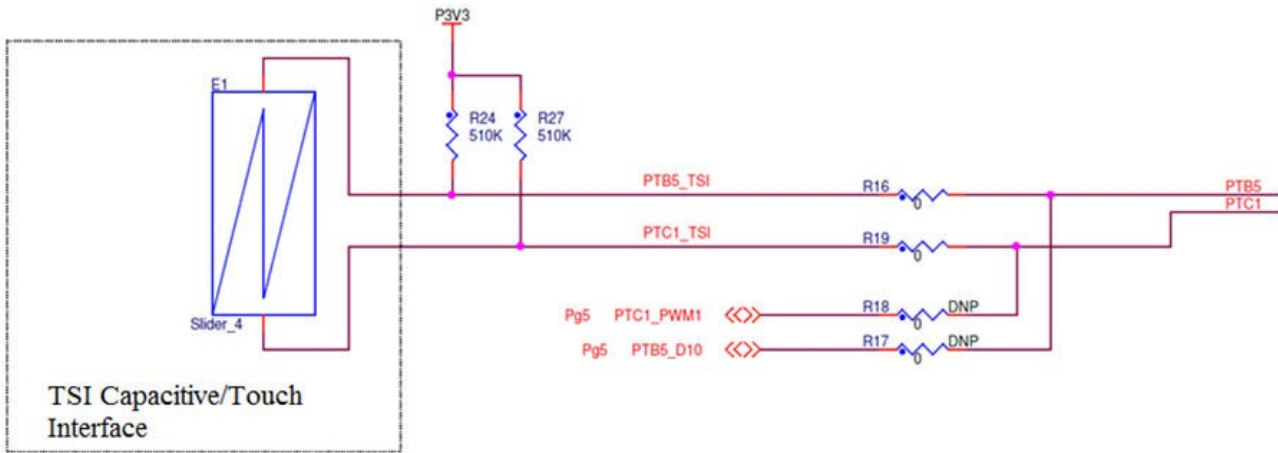 P3V3
E1
R24
510K
R27
510K
PTB5_TSI
R16
0
PTB5
PTC1
PTC1_TSI
R19
0
Pg5 PTC1_PWM1
R18
0
DNP
Pg5 PTB5_D10
R17
0
DNP
Slider_4
TSI Capacitive/Touch
Interface